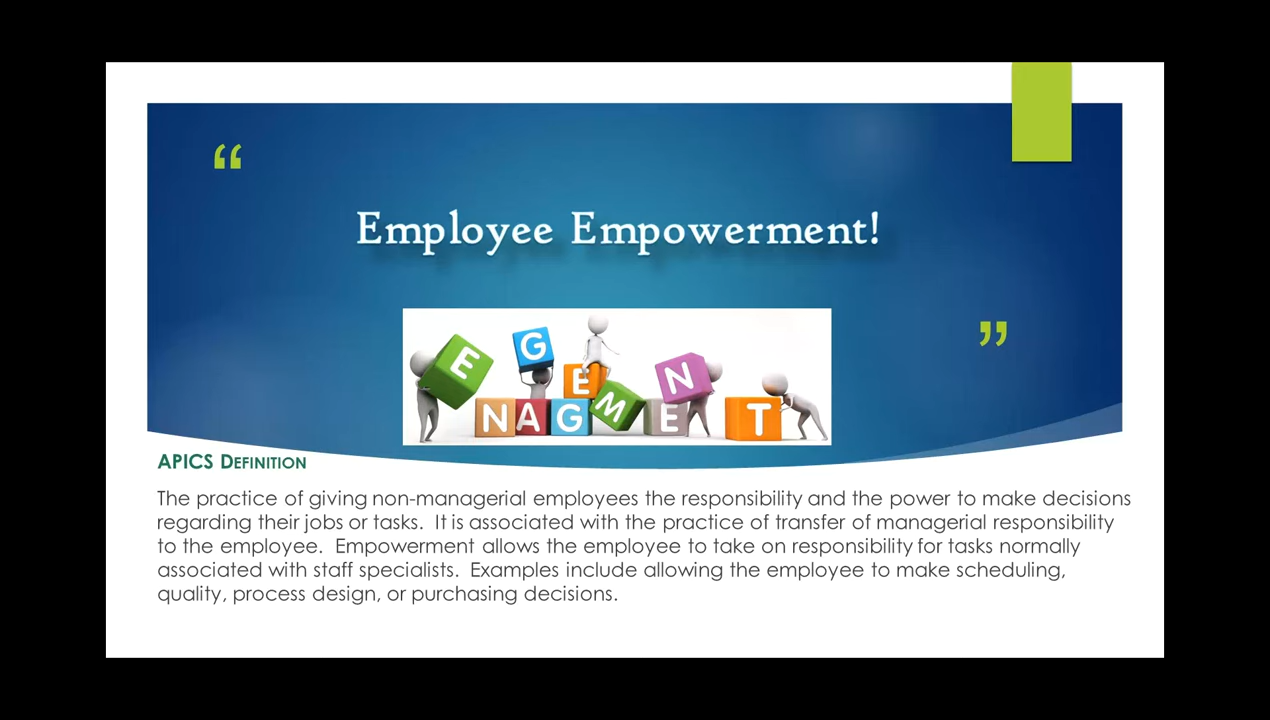 “
Employee Empowerment!
”
E G E N
N A G M E T
APICS DEFINITION
The practice of giving non-managerial employees the responsibility and the power to make decisions
regarding their jobs or tasks.  It is associated with the practice of transfer of managerial responsibility
to the employee.  Empowerment allows the employee to take on responsibility for tasks normally
associated with staff specialists.  Examples include allowing the employee to make scheduling,
quality, process design, or purchasing decisions.